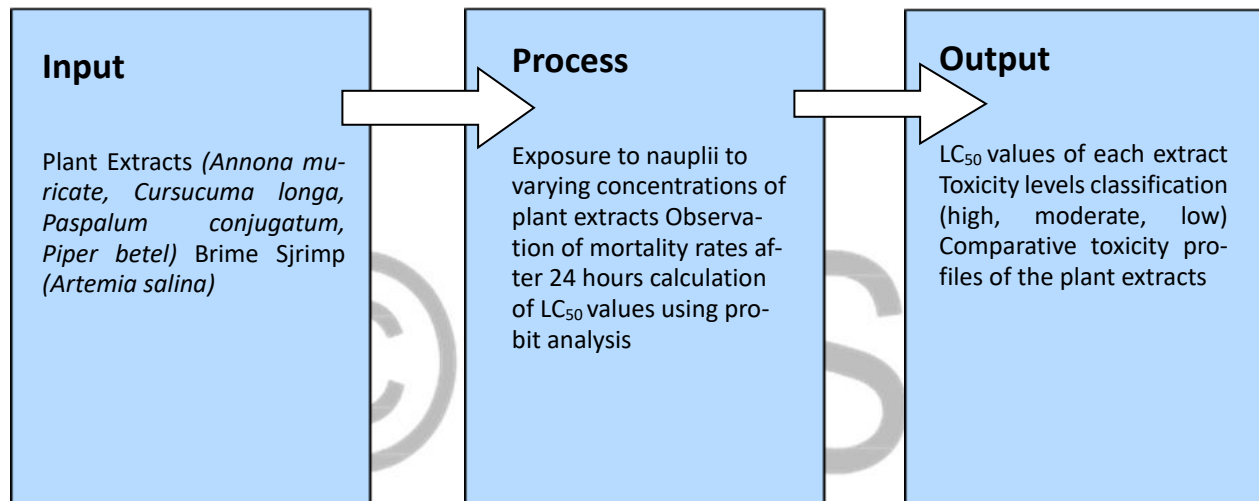 Input
Plant Extracts (Annona mu-
ricate, Cursucuma longa,
Paspalum conjugatum,
Piper betel) Brime Sjrimp
(Artemia salina)
Process
Exposure to nauplii to
varying concentrations of
plant extracts Observa-
tion of mortality rates af-
ter 24 hours calculation
of LC50 values using pro-
bit analysis
Output
LC50 values of each extract
Toxicity levels classification
(high, moderate, low)
Comparative toxicity pro-
files of the plant extracts